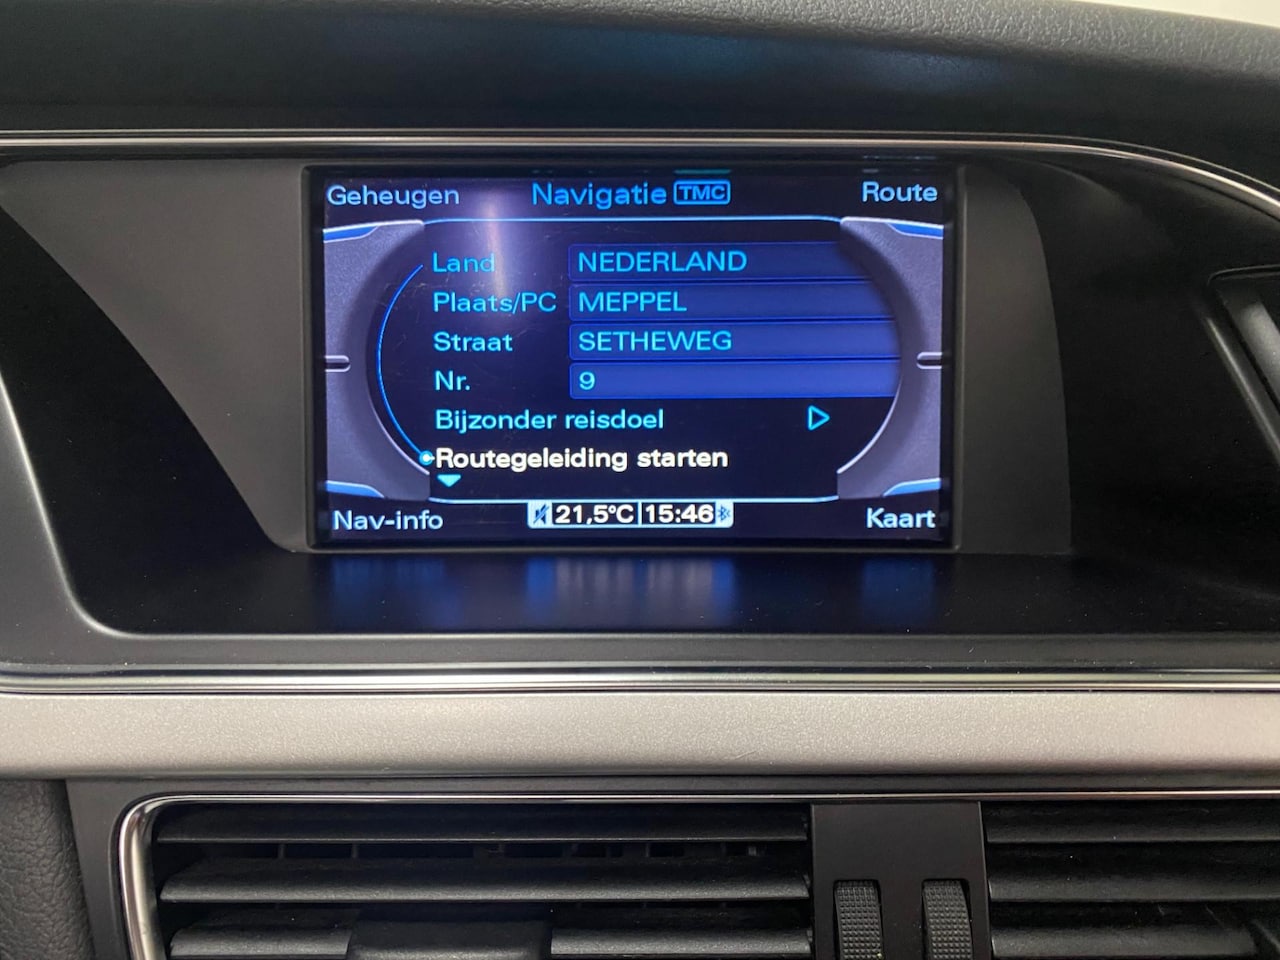 Geheugen Navigatie TMC Route
Land NEDERLAND
Plaats/PC MEPPEL
Straat SETHEWEG
Nr. 9
Bijzonder reisdoel
Routegeleiding starten
Nav-info 21,5°C 15:46 Kaart